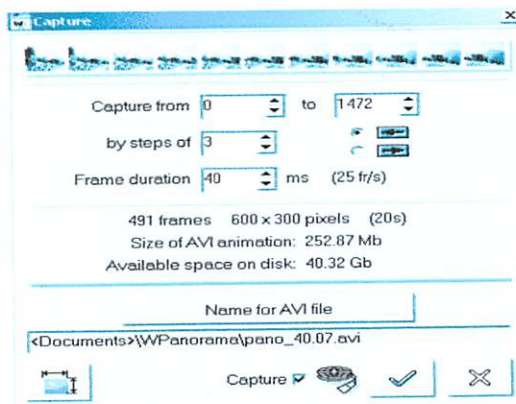 Capture
Capture from 0 to 1472
by steps of 3
Frame duration 40 ms (25 fr/s)
491 frames 600 x 300 pixels (20s)
Size of AVI animation: 252.87 Mb
Available space on disk: 40.32 Gb
Name for AVI file
<Documents>\WPanorama\pano_40.07.avi
Capture